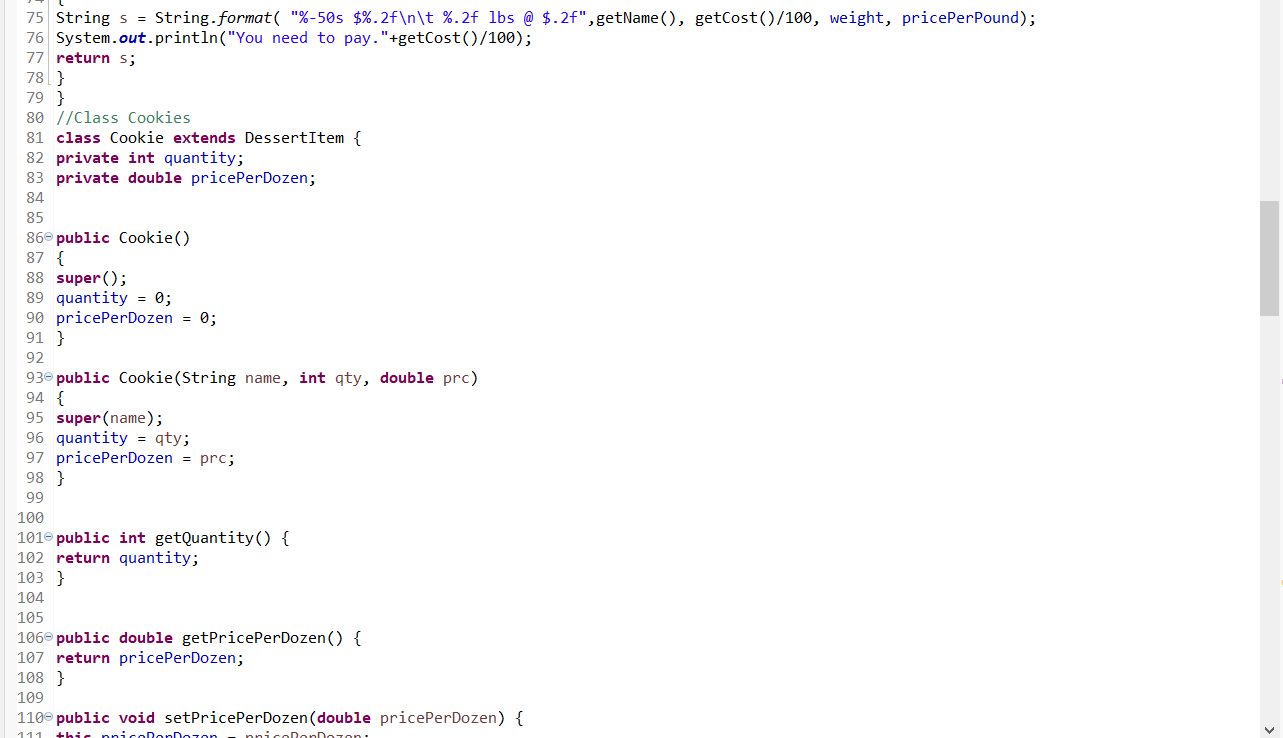 74 {
75 String s = String.format( "%-50s $%.2f\n\t %.2f lbs @ $.2f",getName(), getCost()/100, weight, pricePerPound);
76 System.out.println("You need to pay."+getCost()/100);
77 return s;
78 }
79 }
80 //Class Cookies
81 class Cookie extends DessertItem {
82 private int quantity;
83 private double pricePerDozen;
84
85
86 public Cookie()
87 {
88 super();
89 quantity = 0;
90 pricePerDozen = 0;
91 }
92
93 public Cookie(String name, int qty, double prc)
94 {
95 super(name);
96 quantity = qty;
97 pricePerDozen = prc;
98 }
99
100
101 public int getQuantity() {
102 return quantity;
103 }
104
105
106 public double getPricePerDozen() {
107 return pricePerDozen;
108 }
109
110 public void setPricePerDozen(double pricePerDozen) {
111 this.pricePerDozen = pricePerDozen;